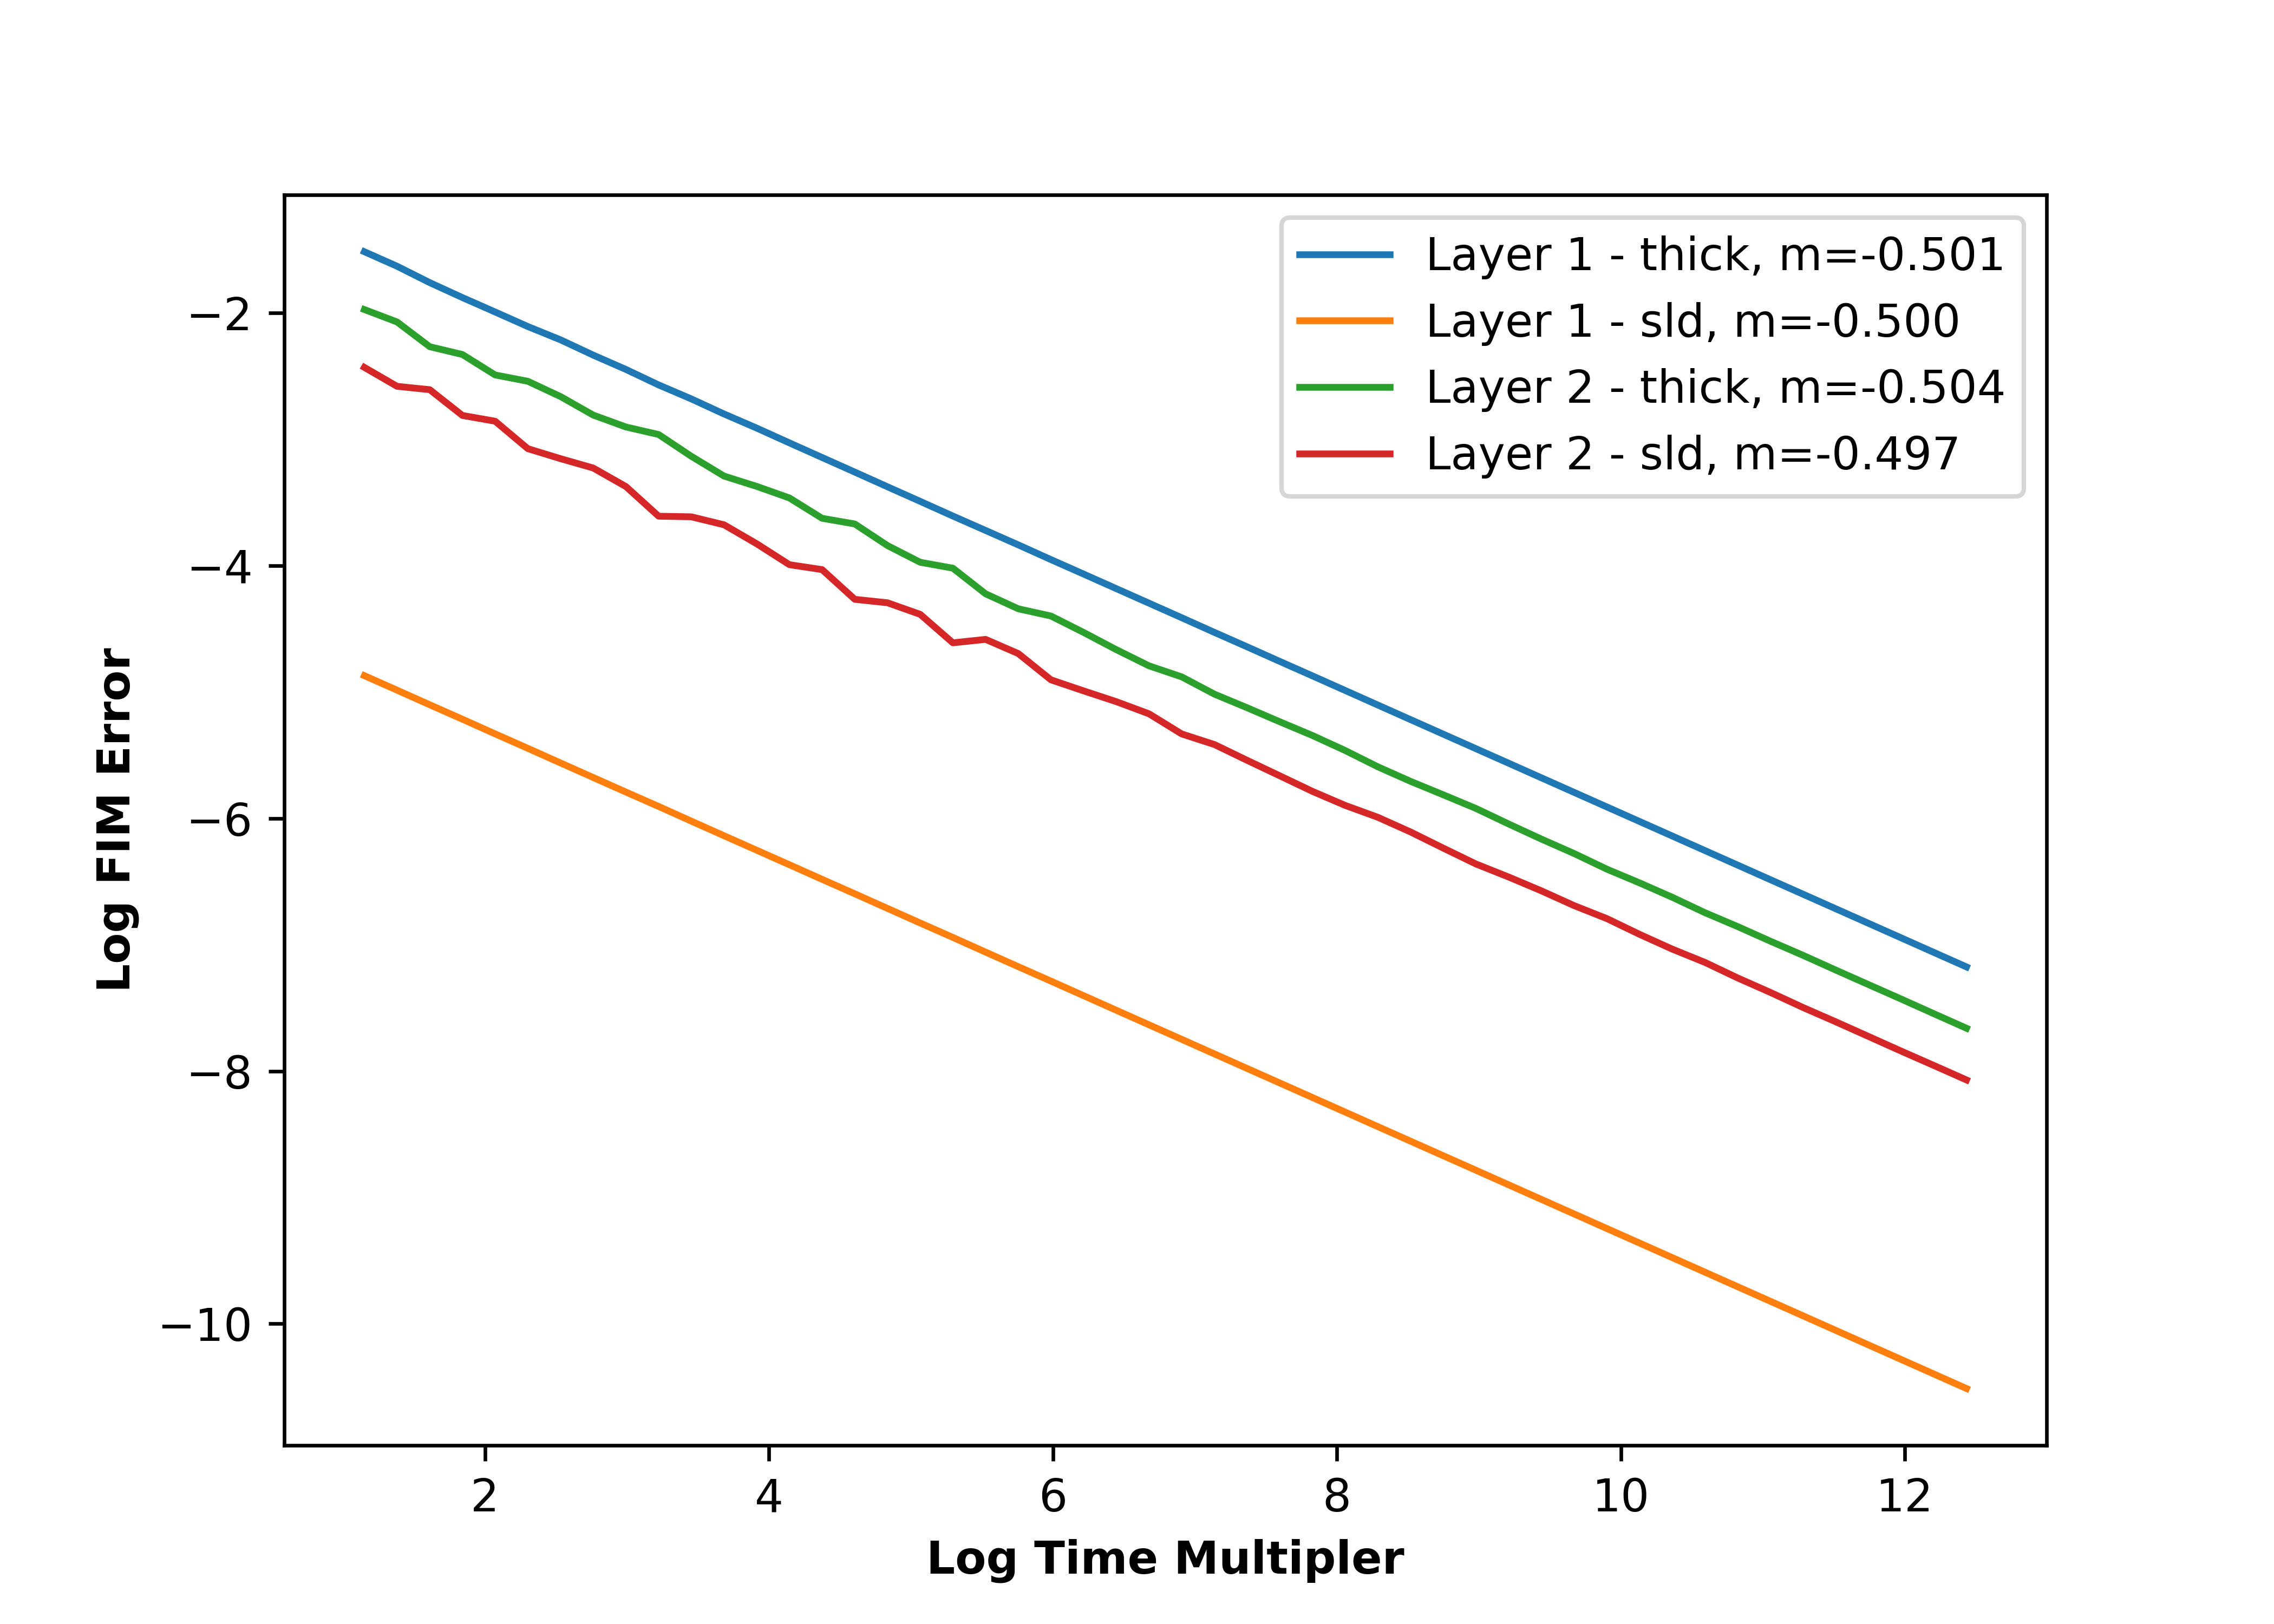 Layer 1 - thick, m=-0.501
Layer 1 - sld, m=-0.500
Layer 2 - thick, m=-0.504
Layer 2 - sld, m=-0.497
−2
−4
−6
−8
−10
Log FIM Error
2 4 6 8 10 12
Log Time Multipler